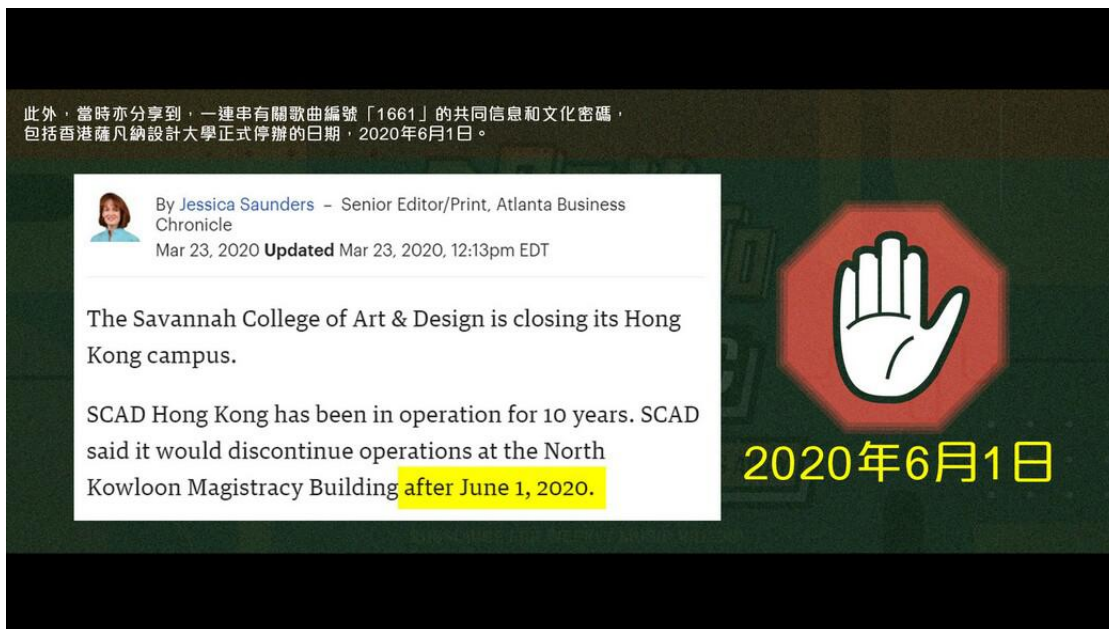 此外，當時亦分享到，一連串有關歌曲編號「1661」的共同信息和文化密碼，
包括香港薩凡納設計大學正式停辦的日期，2020年6月1日。
By Jessica Saunders – Senior Editor/Print, Atlanta Business
Chronicle
Mar 23, 2020 Updated Mar 23, 2020, 12:13pm EDT
The Savannah College of Art & Design is closing its Hong
Kong campus.
SCAD Hong Kong has been in operation for 10 years. SCAD
said it would discontinue operations at the North
Kowloon Magistracy Building after June 1, 2020.
2020年6月1日